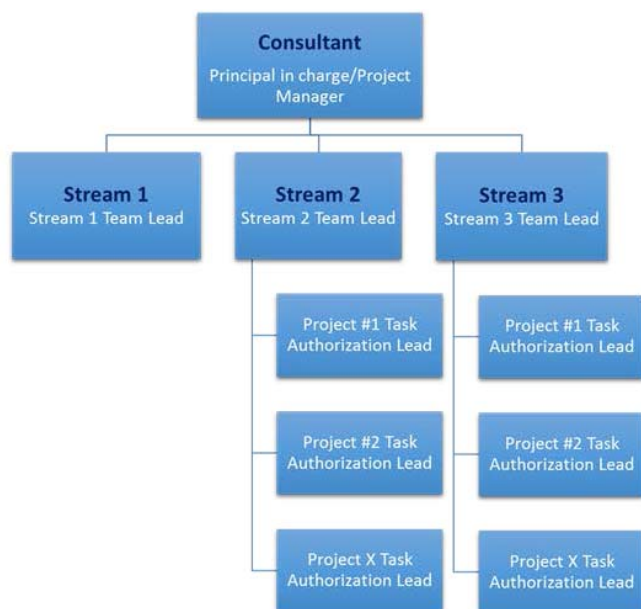 Consultant
Principal in charge/Project
Manager
Stream 1
Stream 1 Team Lead
Stream 2
Stream 2 Team Lead
Stream 3
Stream 3 Team Lead
Project #1 Task
Authorization Lead
Project #2 Task
Authorization Lead
Project X Task
Authorization Lead
Project #1 Task
Authorization Lead
Project #2 Task
Authorization Lead
Project X Task
Authorization Lead